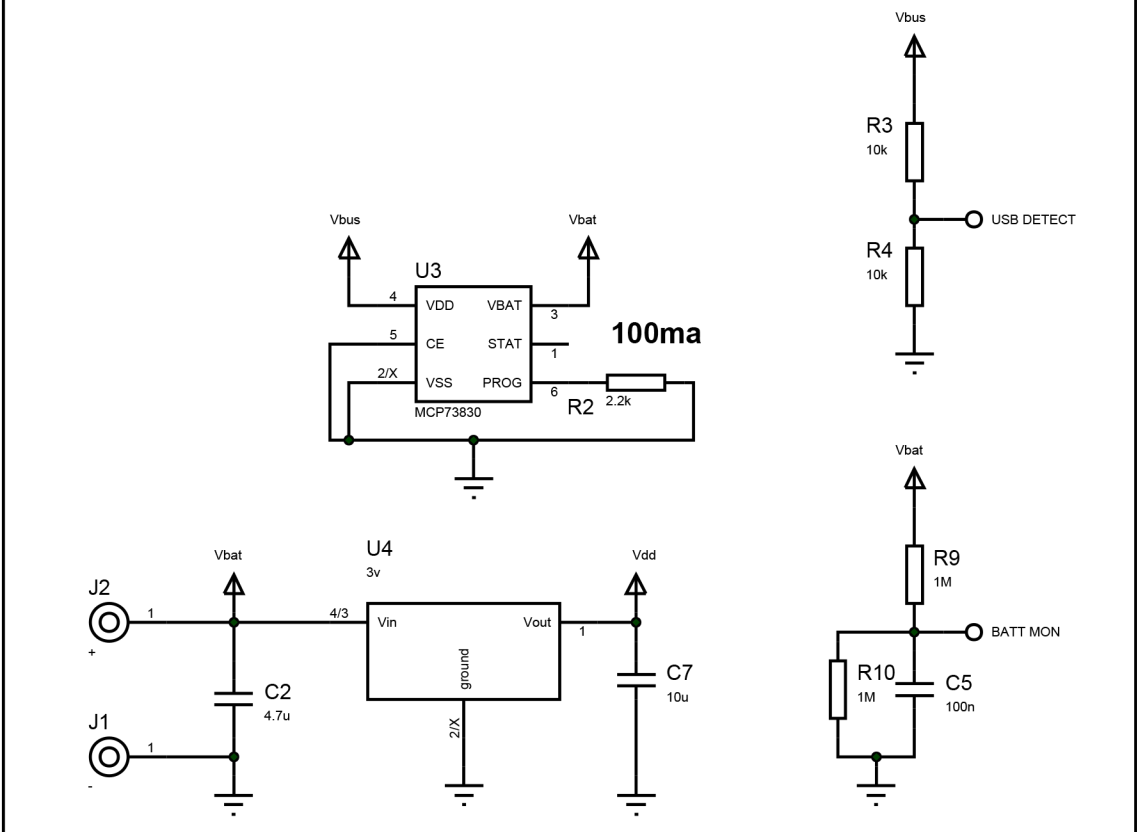 Vbus
R3
10k
USB DETECT
R4
10k
Vbus
Vbat
U3
4
VDD
VBAT
3
5
CE
STAT
1
100ma
2/X
VSS
PROG
6
R2
2.2k
MCP73830
Vbat
R9
1M
BATT MON
R10
1M
C5
100n
Vbat
U4
3v
Vdd
J2
1
+
4/3
Vin
Vout
1
ground
2/X
C2
4.7u
C7
10u
J1
1
-